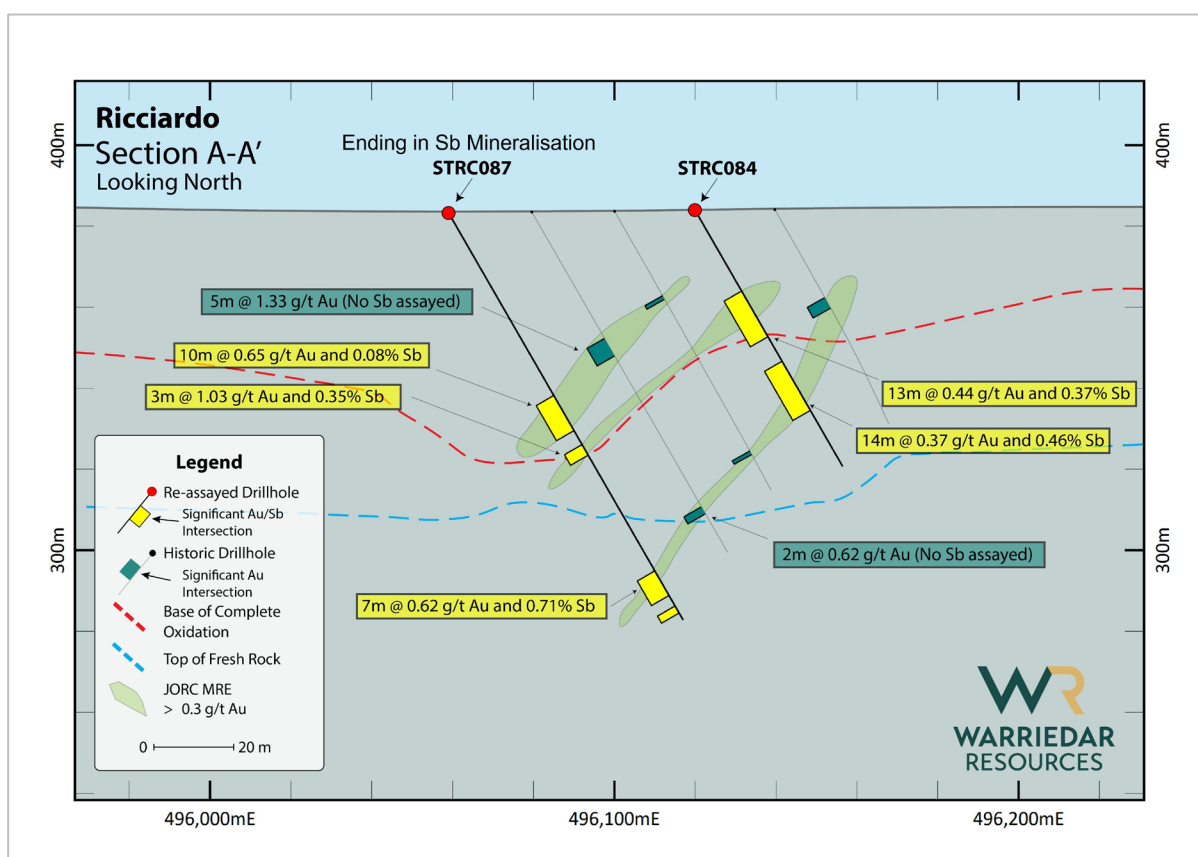 Ricciardo
Section A-A'
Looking North
Ending in Sb Mineralisation
STRC087
STRC084
400m
400m
5m @ 1.33 g/t Au (No Sb assayed)
10m @ 0.65 g/t Au and 0.08% Sb
3m @ 1.03 g/t Au and 0.35% Sb
13m @ 0.44 g/t Au and 0.37% Sb
14m @ 0.37 g/t Au and 0.46% Sb
2m @ 0.62 g/t Au (No Sb assayed)
7m @ 0.62 g/t Au and 0.71% Sb
300m
300m
Legend
Re-assayed Drillhole
Significant Au/Sb
Intersection
Historic Drillhole
Significant Au
Intersection
Base of Complete
Oxidation
Top of Fresh Rock
JORC MRE
> 0.3 g/t Au
0 20 m
WR
WARRIEDAR
RESOURCES
496,000mE
496,100mE
496,200mE